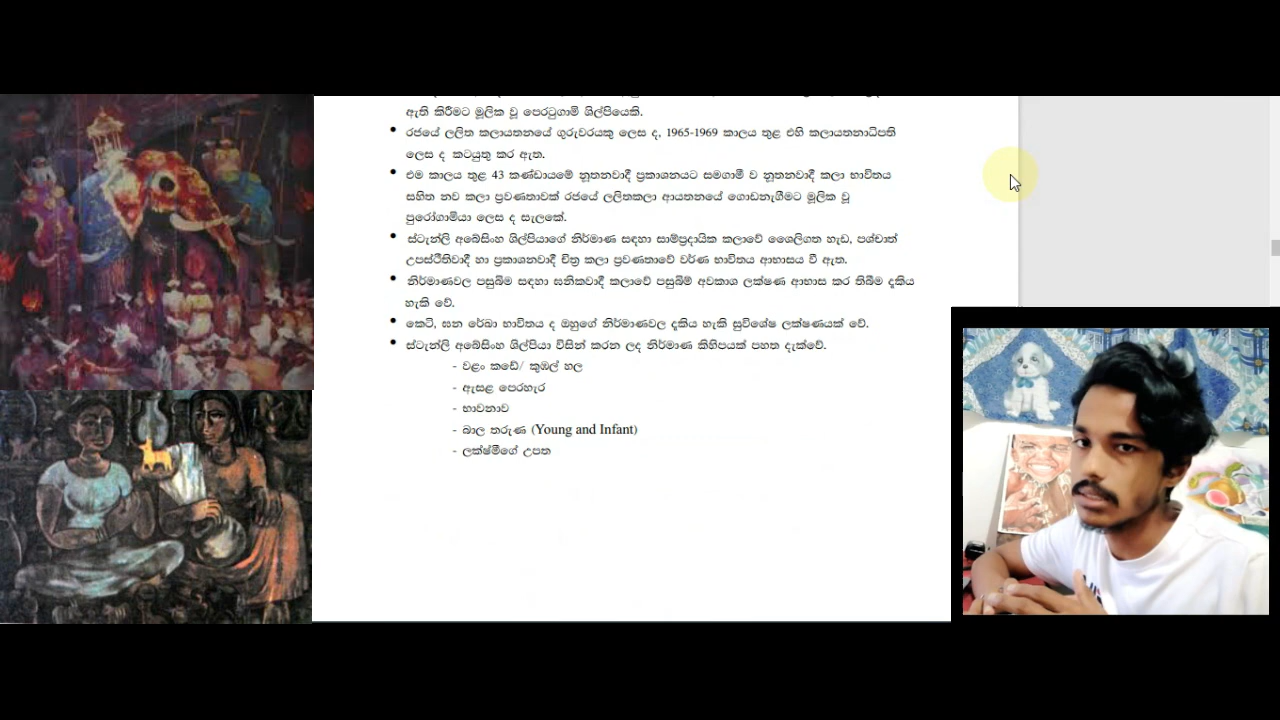 ඇති කිරීමට මූලික වූ පෙරටුගාමී ශිල්පියෙකි.
• රජයේ ලලිත කලායතනයේ ගුරුවරයකු ලෙස ද, 1965-1969 කාලය තුළ එහි කලායතනාධිපති
ලෙස ද කටයුතු කර ඇත.
• එම කාලය තුළ 43 කණ්ඩායමේ නූතනවාදී ප්‍රකාශනයට සමගාමී ව නූතනවාදී කලා භාවිතය
සහිත නව කලා ප්‍රවණතාවක් රජයේ ලලිතකලා ආයතනයේ ගොඩනැගීමට මූලික වූ
පුරෝගාමියා ලෙස ද සැලකේ.
• ස්ටැන්ලි අබේසිංහ ශිල්පියාගේ නිර්මාණ සඳහා සාම්ප්‍රදායික කලාවේ ශෛලිගත හැඩ, පශ්චාත්
උපස්ථිතිවාදී හා ප්‍රකාශනවාදී චිත්‍ර කලා ප්‍රවණතාවේ වර්ණ භාවිතය ආභාසය වී ඇත.
• නිර්මාණවල පසුබිම සඳහා ඝනිකවාදී කලාවේ පසුබිම් අවකාශ ලක්ෂණ ආභාස කර තිබීම දැකිය
හැකි වේ.
• කෙටි, ඝන රේඛා භාවිතය ද ඔහුගේ නිර්මාණවල දැකිය හැකි සුවිශේෂ ලක්ෂණයක් වේ.
• ස්ටැන්ලි අබේසිංහ ශිල්පියා විසින් කරන ලද නිර්මාණ කිහිපයක් පහත දැක්වේ.
- වළං කඩේ/ කුඹල් හල
- ඇසළ පෙරහැර
- භාවනාව
- බාල තරුණ (Young and Infant)
- ලක්ෂ්මීගේ උපත